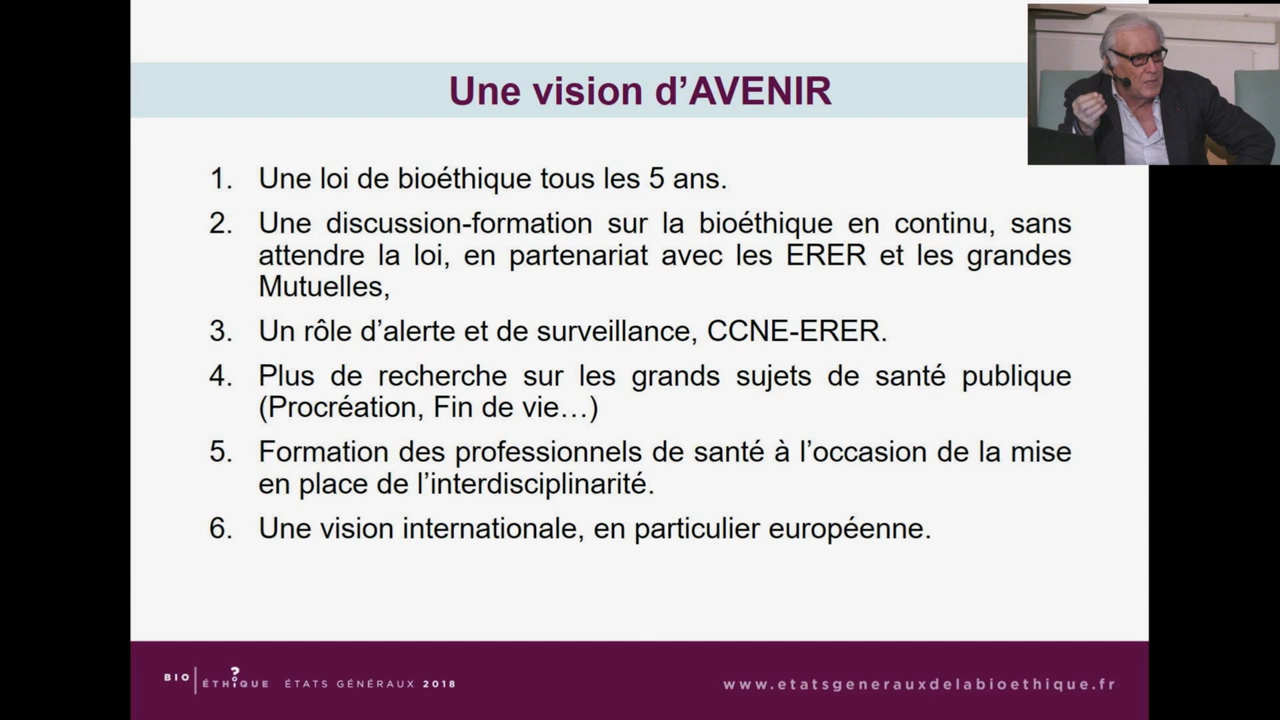 Une vision d’AVENIR
1. Une loi de bioéthique tous les 5 ans.
2. Une discussion-formation sur la bioéthique en continu, sans
attendre la loi, en partenariat avec les ERER et les grandes
Mutuelles,
3. Un rôle d’alerte et de surveillance, CCNE-ERER.
4. Plus de recherche sur les grands sujets de santé publique
(Procréation, Fin de vie…)
5. Formation des professionnels de santé à l’occasion de la mise
en place de l’interdisciplinarité.
6. Une vision internationale, en particulier européenne.
BIO ÉTHIQUE ÉTATS GÉNÉRAUX 2018
www.etatsgenerauxdelabioethique.fr